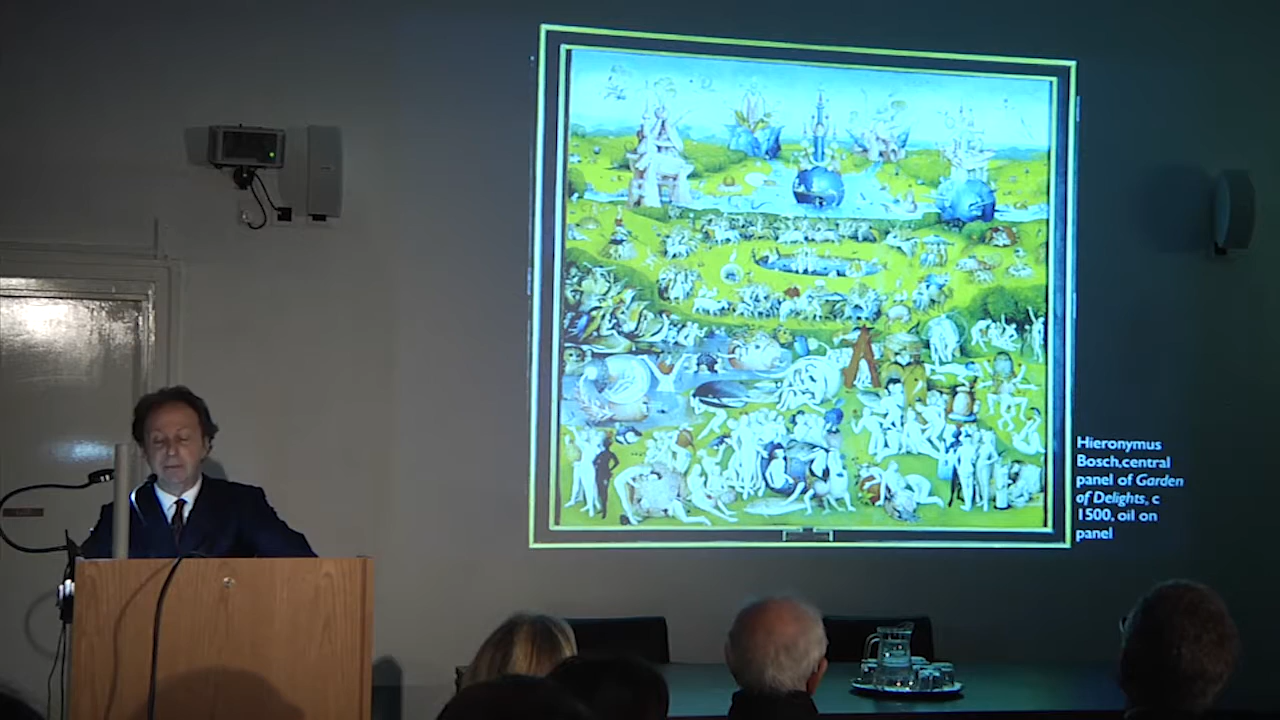 Hieronymus
Bosch,central
panel of Garden
of Delights, c
1500, oil on
panel